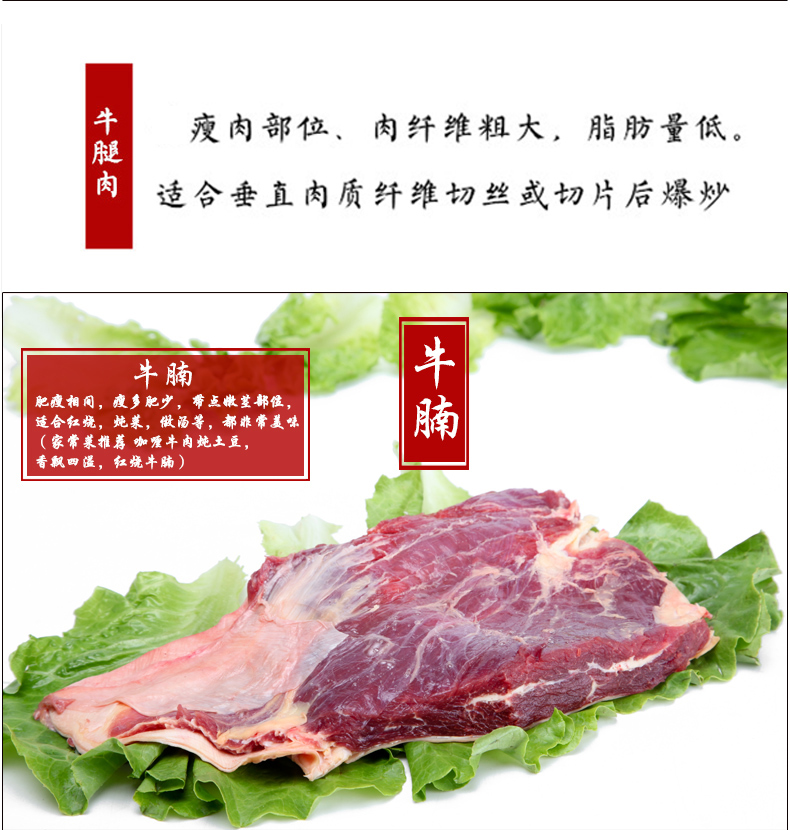 牛腿肉
瘦肉部位、肉纤维粗大，脂肪量低。
适合垂直肉质纤维切丝或切片后爆炒
牛腩
牛腩
肥瘦相间，瘦多肥少，带点嫩茎部位，
适合红烧，炖菜，做汤等，都非常美味
（家常菜推荐 咖喱牛肉炖土豆，
香飘四溢，红烧牛腩）